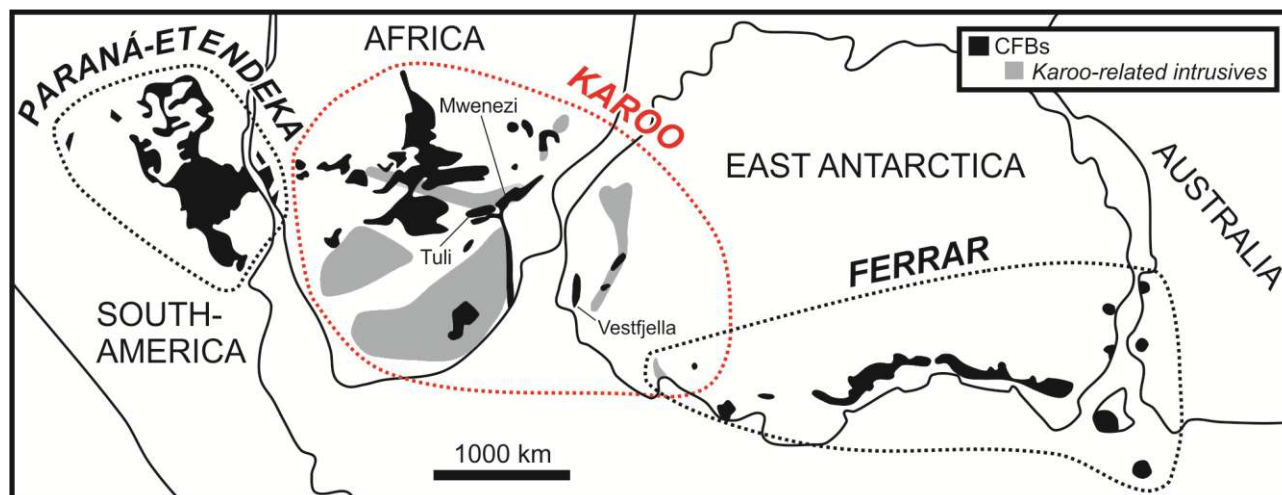 PARANÁ-ETENDEKA
AFRICA
KAROO
Mwenezi
Tuli
SOUTH-
AMERICA
Vestfjella
EAST ANTARCTICA
FERRAR
AUSTRALIA
CFBs
Karoo-related intrusives
1000 km